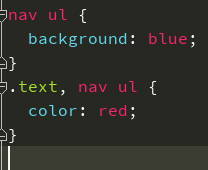 nav ul {
  background: blue;
}
.text, nav ul {
  color: red;
}